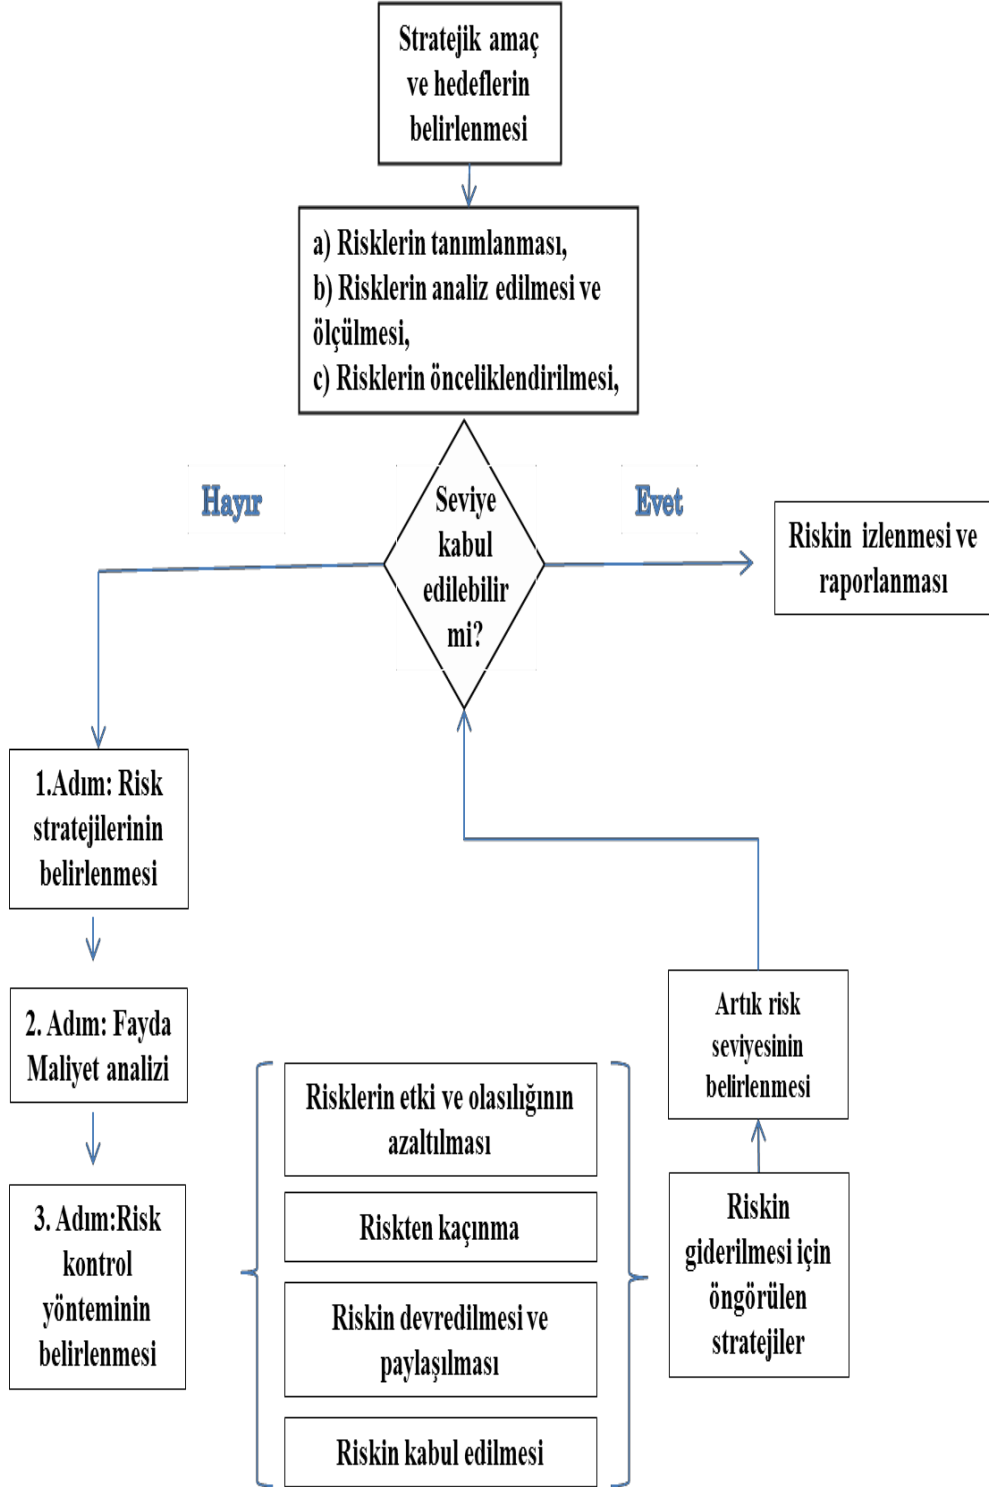 Stratejik amaç
ve hedeflerin
belirlenmesi
a) Risklerin tanımlanması,
b) Risklerin analiz edilmesi ve
ölçülmesi,
c) Risklerin önceliklendirilmesi,
Hayır
Seviye
kabul
edilebilir
mi?
Evet
Riskin izlenmesi ve
raporlanması
1.Adım: Risk
stratejilerinin
belirlenmesi
2. Adım: Fayda
Maliyet analizi
3. Adım:Risk
kontrol
yönteminin
belirlenmesi
Risklerin etki ve olasılığının
azaltılması
Riskten kaçınma
Riskin devredilmesi ve
paylaşılması
Riskin kabul edilmesi
Artık risk
seviyesinin
belirlenmesi
Riskin
giderilmesi için
öngörülen
stratejiler